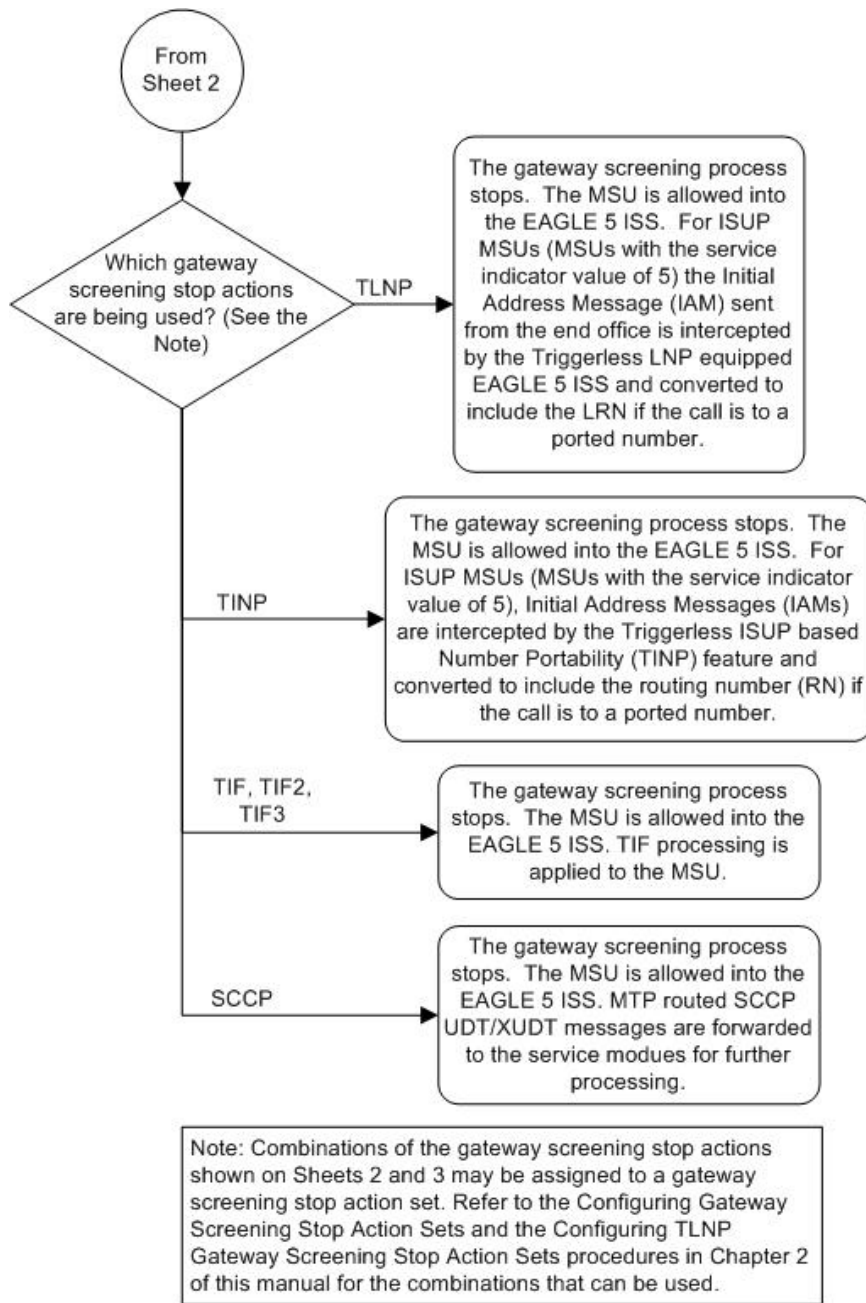 From
Sheet 2
Which gateway
screening stop actions
are being used? (See the
Note)
TLNP
The gateway screening process
stops.  The MSU is allowed into
the EAGLE 5 ISS.  For ISUP
MSUs (MSUs with the service
indicator value of 5) the Initial
Address Message (IAM) sent
from the end office is intercepted
by the Triggerless LNP equipped
EAGLE 5 ISS and converted to
include the LRN if the call is to a
ported number.
TINP
The gateway screening process stops.  The
MSU is allowed into the EAGLE 5 ISS.  For
ISUP MSUs (MSUs with the service indicator
value of 5), Initial Address Messages (IAMs)
are intercepted by the Triggerless ISUP based
Number Portability (TINP) feature and
converted to include the routing number (RN) if
the call is to a ported number.
TIF, TIF2,
TIF3
The gateway screening process
stops.  The MSU is allowed into the
EAGLE 5 ISS. TIF processing is
applied to the MSU.
SCCP
The gateway screening process
stops.  The MSU is allowed into the
EAGLE 5 ISS. MTP routed SCCP
UDT/XUDT messages are forwarded
to the service modues for further
processing.
Note: Combinations of the gateway screening stop actions
shown on Sheets 2 and 3 may be assigned to a gateway
screening stop action set. Refer to the Configuring Gateway
Screening Stop Action Sets and the Configuring TLNP
Gateway Screening Stop Action Sets procedures in Chapter 2
of this manual for the combinations that can be used.